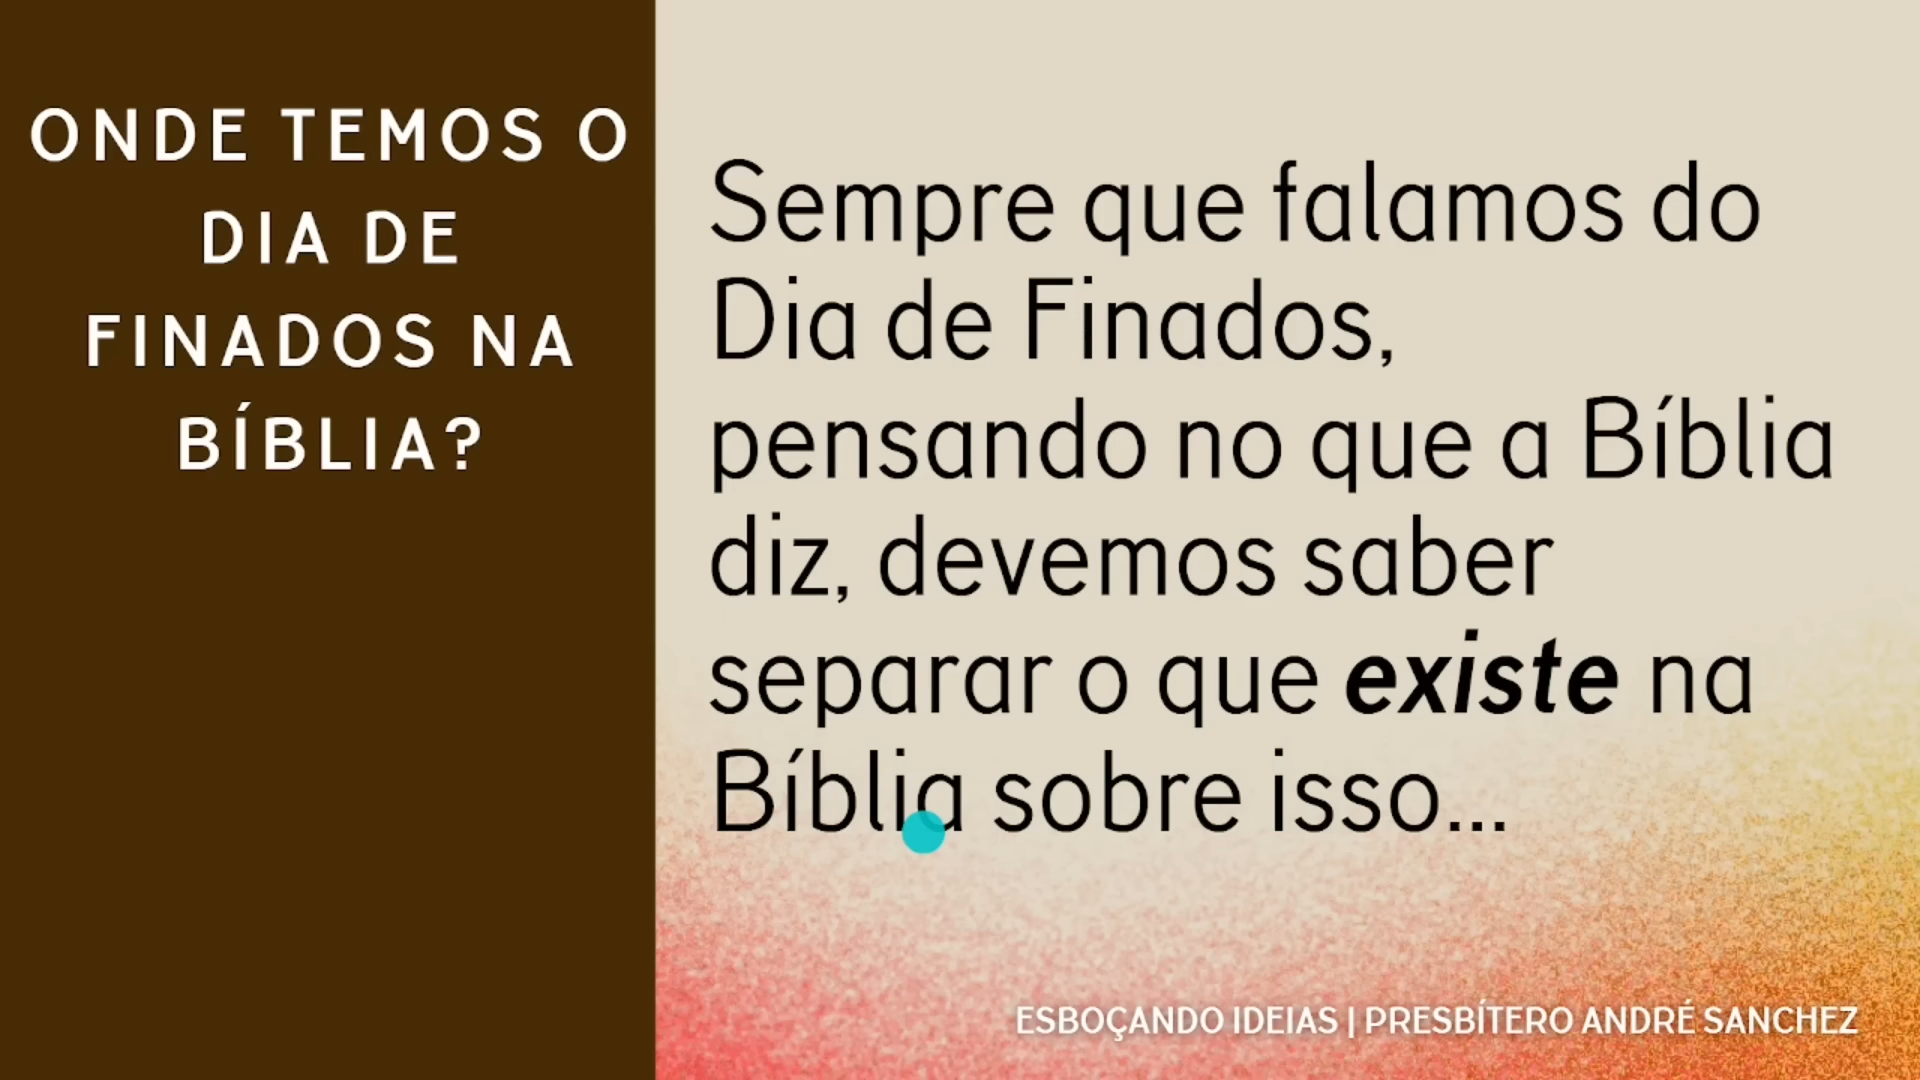 ONDE TEMOS O
DIA DE
FINADOS NA
BÍBLIA?
Sempre que falamos do
Dia de Finados,
pensando no que a Bíblia
diz, devemos saber
separar o que existe na
Bíblia sobre isso...
ESBOÇANDO IDEIAS | PRESBÍTERO ANDRÉ SANCHEZ